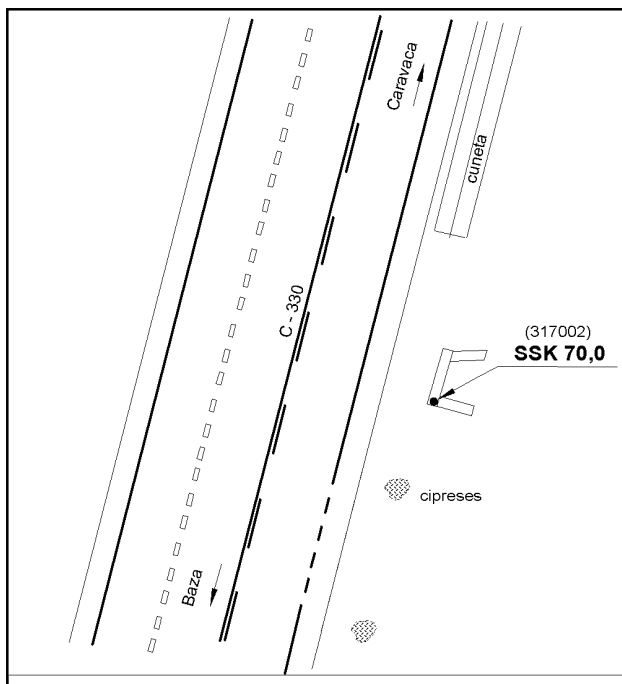 Caravaca
cuneta
C - 330
(317002)
SSK 70,0
cipreses
Baza